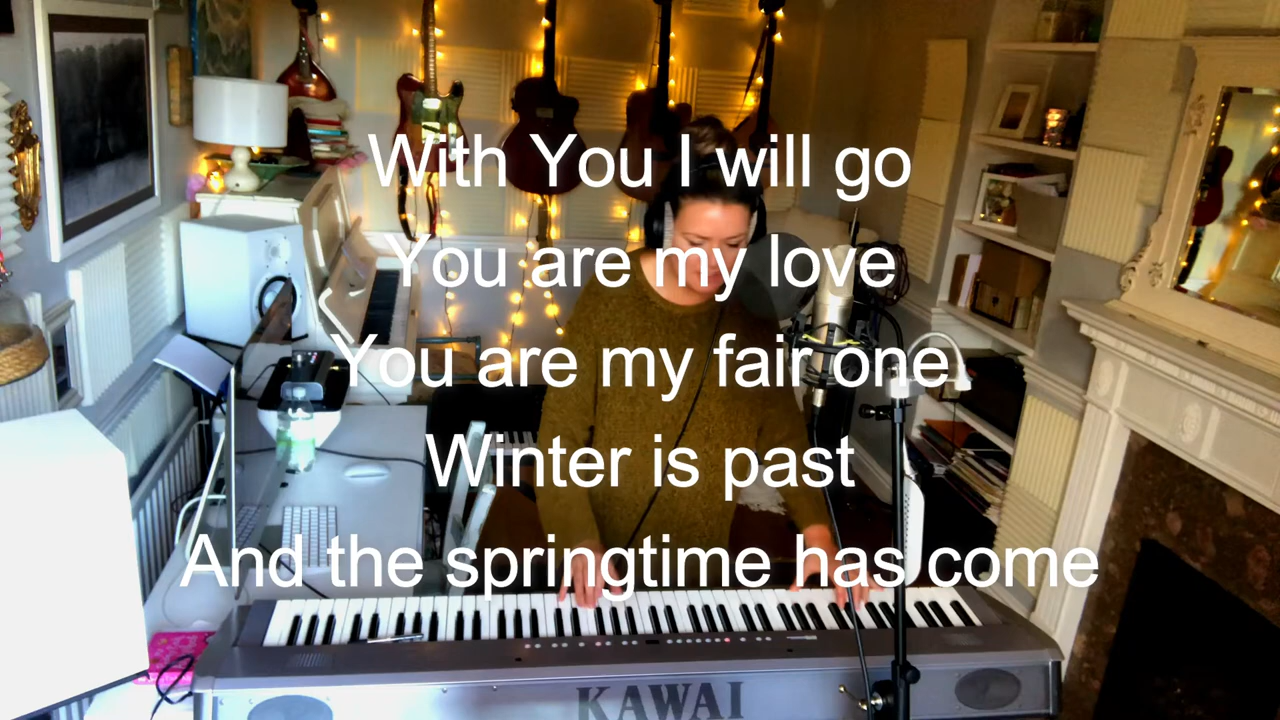 With You I will go
You are my love
You are my fair one
Winter is past
And the springtime has come
KAWAI